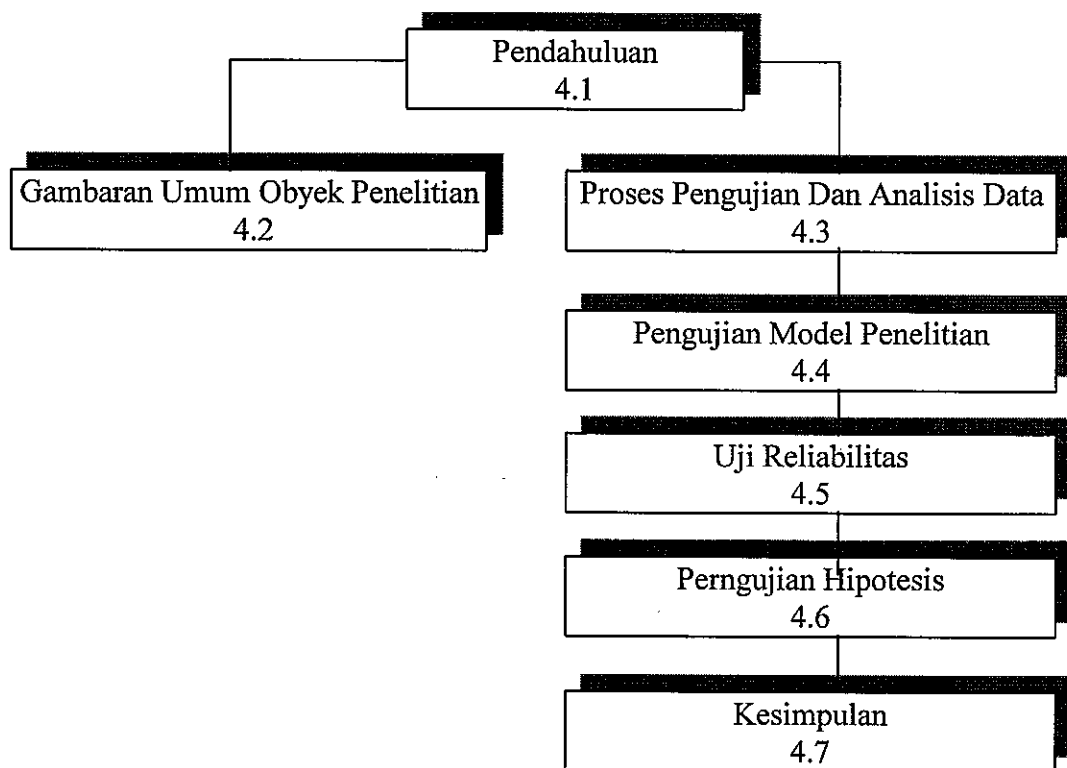 Pendahuluan
4.1
Gambaran Umum Obyek Penelitian
4.2
Proses Pengujian Dan Analisis Data
4.3
Pengujian Model Penelitian
4.4
Uji Reliabilitas
4.5
Perngujian Hipotesis
4.6
Kesimpulan
4.7